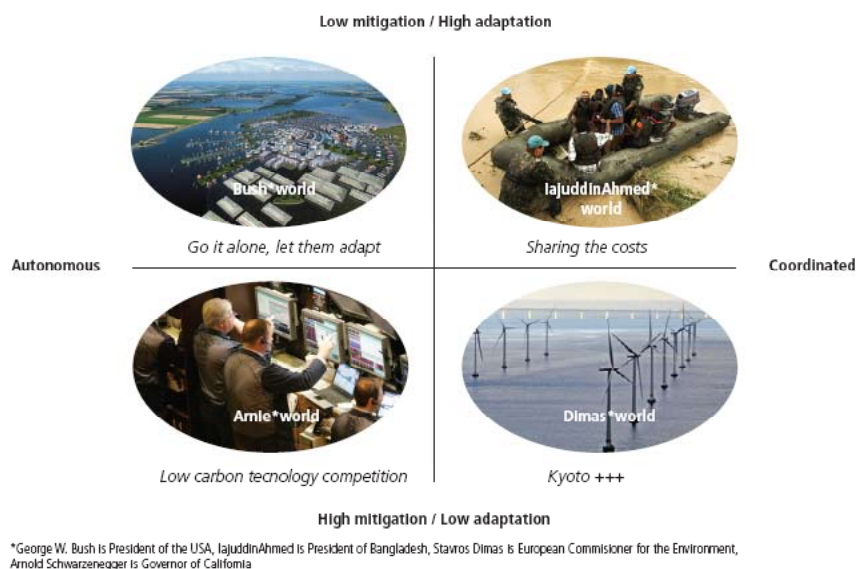 Low mitigation / High adaptation
Bush*world
IajuddinAhmed*
world
Go it alone, let them adapt
Sharing the costs
Autonomous
Coordinated
Arnie*world
Dimas*world
Low carbon tecnology competition
Kyoto +++
High mitigation / Low adaptation
*George W. Bush is President of the USA, IajuddinAhmed is President of Bangladesh, Stavros Dimas is European Commisioner for the Environment,
Arnold Schwarzenegger is Governor of California